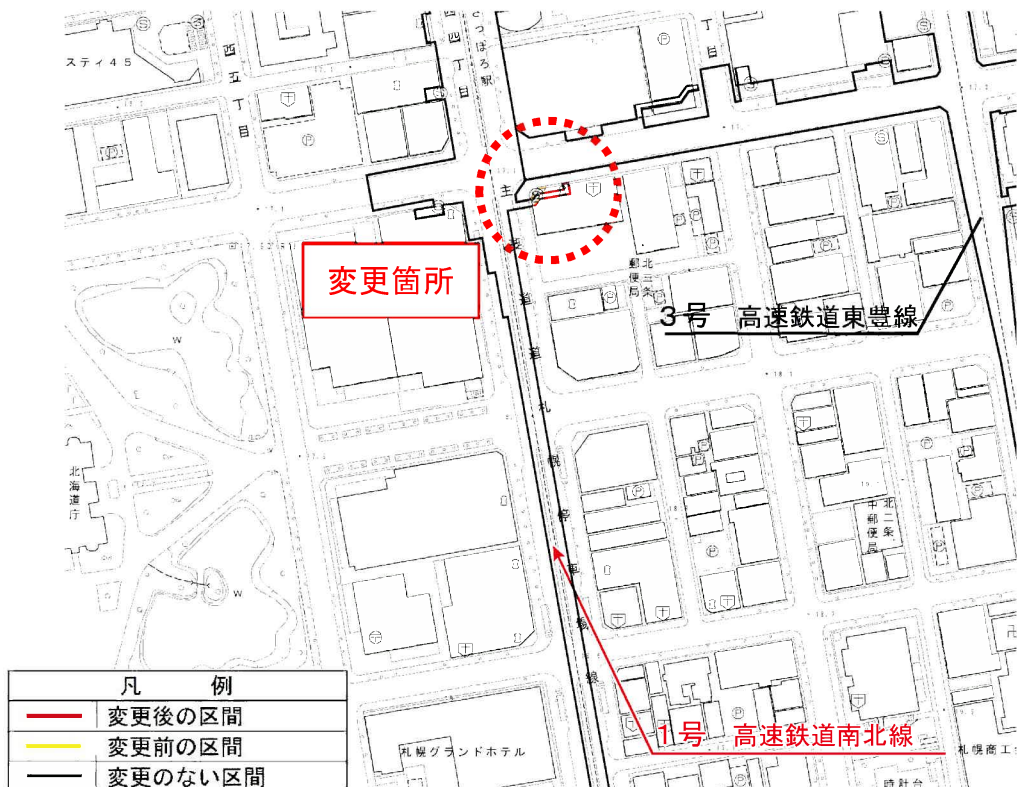 スティ45
西五丁目
西四丁目
さっぽろ駅
丁目
変更箇所
北三条
郵便局
3号 高速鉄道東豊線
主要道道札幌停車場線
北海道庁
北二条
中郵便局
W
W
凡 例
変更後の区間
変更前の区間
変更のない区間
札幌グランドホテル
1号 高速鉄道南北線
札幌商工
時計台